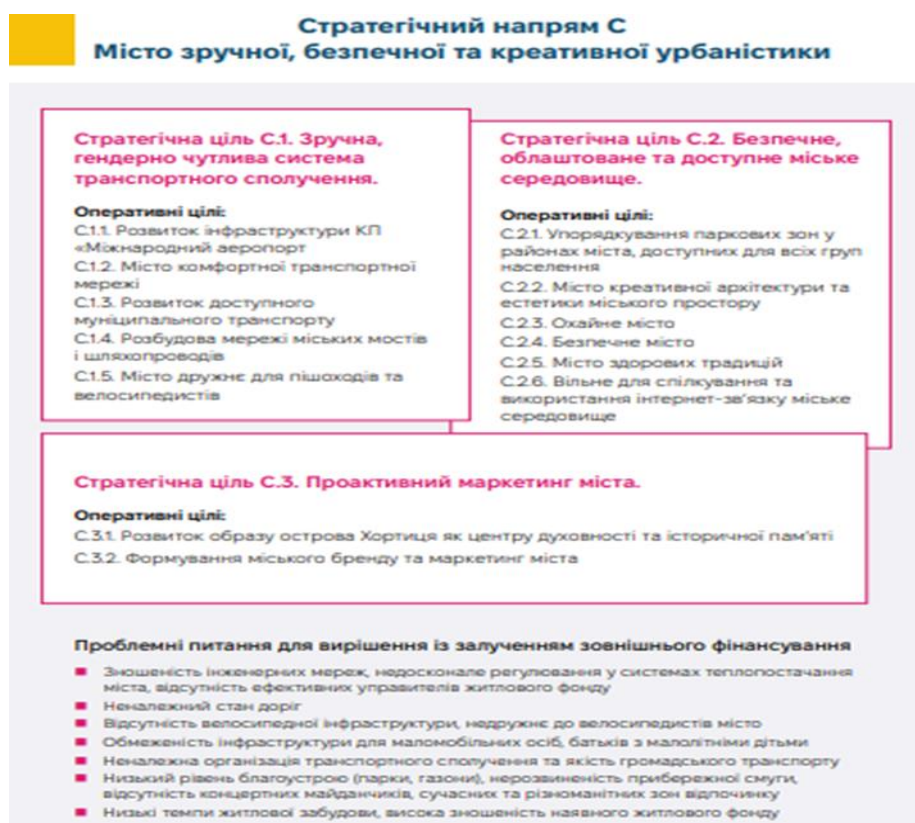 Стратегічний напрям С
Місто зручної, безпечної та креативної урбаністики
Стратегічна ціль С.1. Зручна,
гендерно чутлива система
транспортного сполучення.
Оперативні цілі:
С.1.1. Розвиток інфраструктури КП
«Міжнародний аеропорт
С.1.2. Місто комфортної транспортної
мережі
С.1.3. Розвиток доступного
муніципального транспорту
С.1.4. Розбудова мережі міських мостів
і шляхопроводів
С.1.5. Місто дружнє для пішоходів та
велосипедистів
Стратегічна ціль С.2. Безпечне,
облаштоване та доступне міське
середовище.
Оперативні цілі:
С.2.1. Упорядкування паркових зон у
районах міста, доступних для всіх груп
населення
С.2.2. Місто креативної архітектури та
естетики міського простору
С.2.3. Охайне місто
С.2.4. Безпечне місто
С.2.5. Місто здорових традицій
С.2.6. Вільне для спілкування та
використання інтернет-зв'язку міське
середовище
Стратегічна ціль С.3. Проактивний маркетинг міста.
Оперативні цілі:
С.3.1. Розвиток образу острова Хортиця як центру духовності та історичної пам'яті
С.3.2. Формування міського бренду та маркетинг міста
Проблемні питання для вирішення із залученням зовнішнього фінансування
Зношеність інженерних мереж, недосконале регулювання у системах теплопостачання
міста, відсутність ефективних управителів житлового фонду
Неналежний стан доріг
Відсутність велосипедної інфраструктури, недружнє до велосипедистів місто
Обмеженість інфраструктури для маломобільних осіб, батьків з малолітніми дітьми
Неналежна організація транспортного сполучення та якість громадського транспорту
Низький рівень благоустрою (парки, газони), нерозвиненість прибережної смуги,
відсутність концертних майданчиків, сучасних та різноманітних зон відпочинку
Низькі темпи житлової забудови, висока зношеність наявного житлового фонду